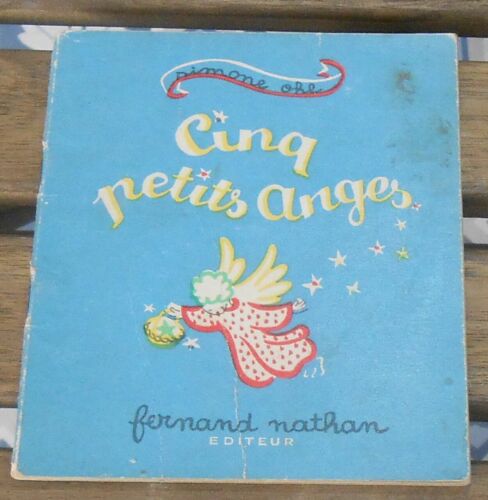 simone ohl
Cinq
petits anges
fernand nathan
EDITEUR